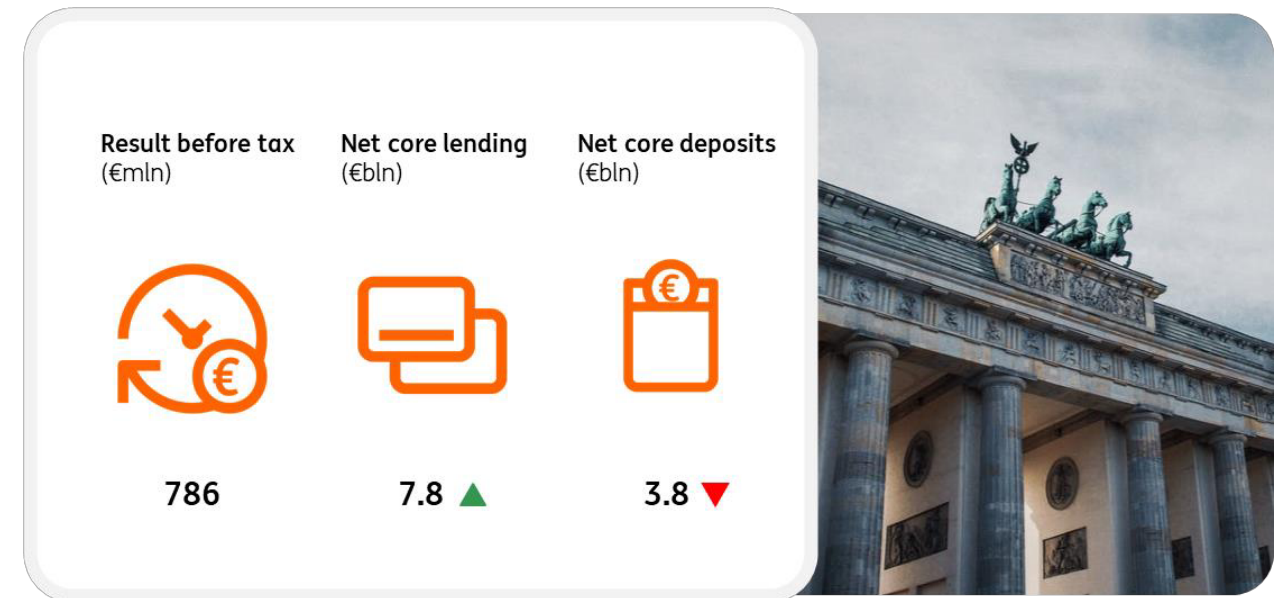 Result before tax
(€mln)
Net core lending
(€bln)
Net core deposits
(€bln)
€
€
786
7.8
3.8